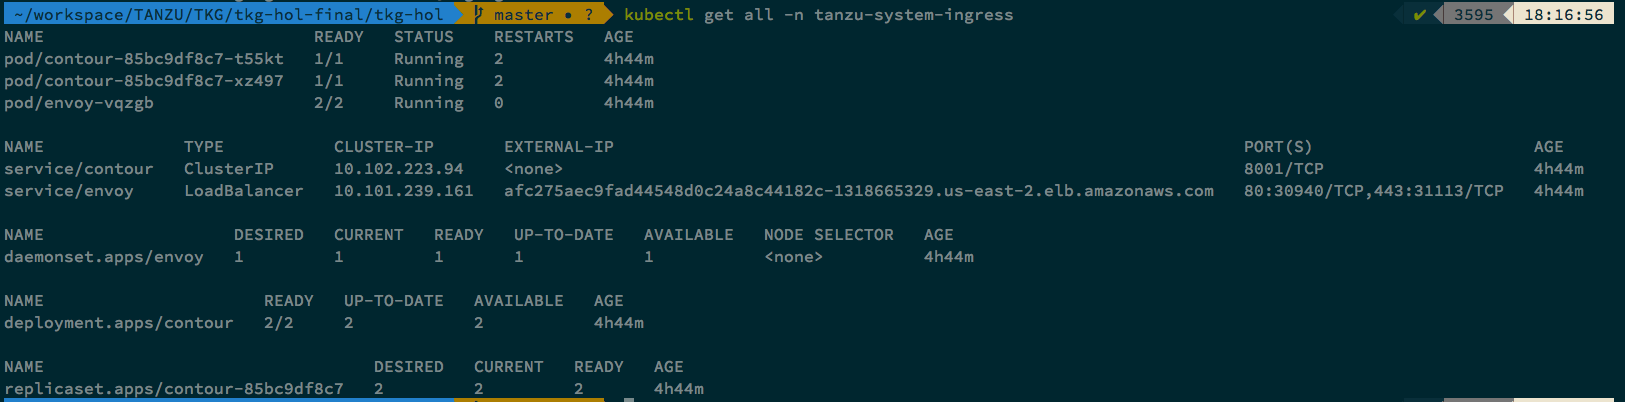 ~/workspace/TANZU/TKG/tkg-hol-final/tkg-hol master • ? kubectl get all -n tanzu-system-ingress ✔ 3595 18:16:56
NAME READY STATUS RESTARTS AGE
pod/contour-85bc9df8c7-t55kt 1/1 Running 2 4h44m
pod/contour-85bc9df8c7-xz497 1/1 Running 2 4h44m
pod/envoy-vqzgb 2/2 Running 0 4h44m
NAME TYPE CLUSTER-IP EXTERNAL-IP PORT(S) AGE
service/contour ClusterIP 10.102.223.94 <none> 8001/TCP 4h44m
service/envoy LoadBalancer 10.101.239.161 afc275aec9fad44548d0c24a8c44182c-1318665329.us-east-2.elb.amazonaws.com 80:30940/TCP,443:31113/TCP 4h44m
NAME DESIRED CURRENT READY UP-TO-DATE AVAILABLE NODE SELECTOR AGE
daemonset.apps/envoy 1 1 1 1 1 <none> 4h44m
NAME READY UP-TO-DATE AVAILABLE AGE
deployment.apps/contour 2/2 2 2 4h44m
NAME DESIRED CURRENT READY AGE
replicaset.apps/contour-85bc9df8c7 2 2 2 4h44m